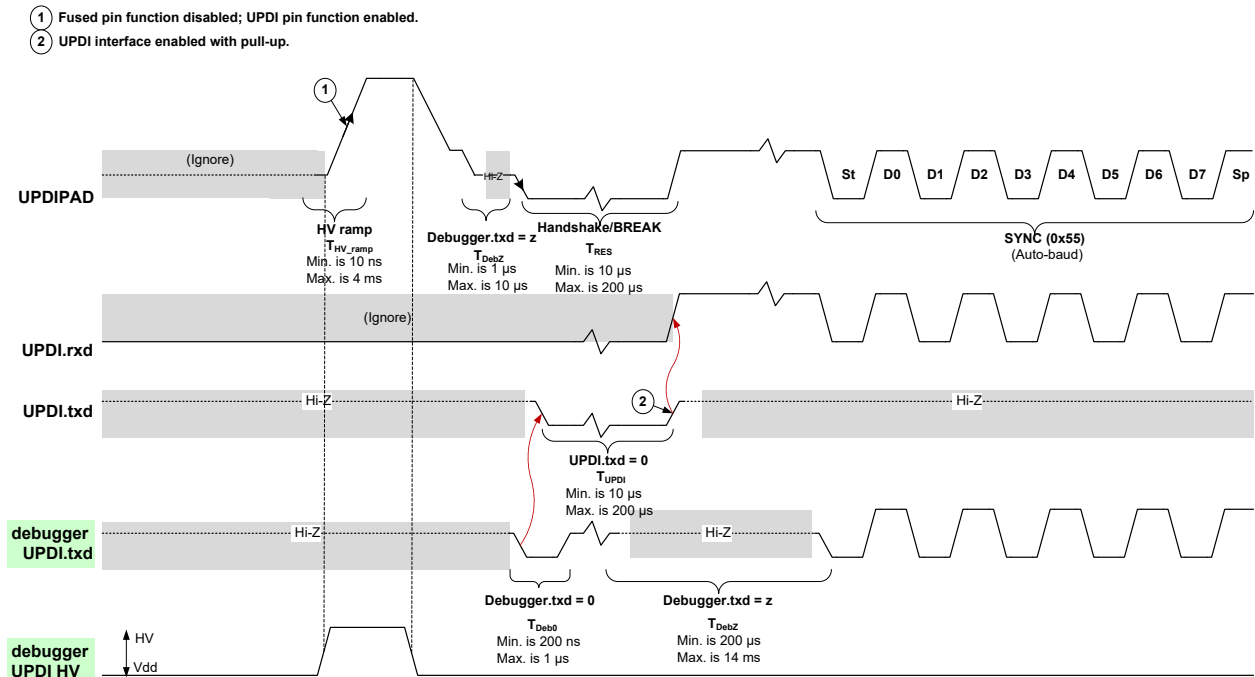 1 Fused pin function disabled; UPDI pin function enabled.
2 UPDI interface enabled with pull-up.
1
(Ignore)
UPDIPAD
Hi-Z
St D0 D1 D2 D3 D4 D5 D6 D7 Sp
HV ramp
THV_ramp
Min. is 10 ns
Max. is 4 ms
Debugger.txd = z
TDebZ
Min. is 1 µs
Max. is 10 µs
Handshake/BREAK
TRES
Min. is 10 µs
Max. is 200 µs
SYNC (0x55)
(Auto-baud)
(Ignore)
UPDI.rxd
Hi-Z
2
Hi-Z
UPDI.txd
UPDI.txd = 0
TUPDI
Min. is 10 µs
Max. is 200 µs
debugger
UPDI.txd
Hi-Z
Hi-Z
Debugger.txd = 0
TDeb0
Min. is 200 ns
Max. is 1 µs
Debugger.txd = z
TDebZ
Min. is 200 µs
Max. is 14 ms
HV
Vdd
debugger
UPDI HV